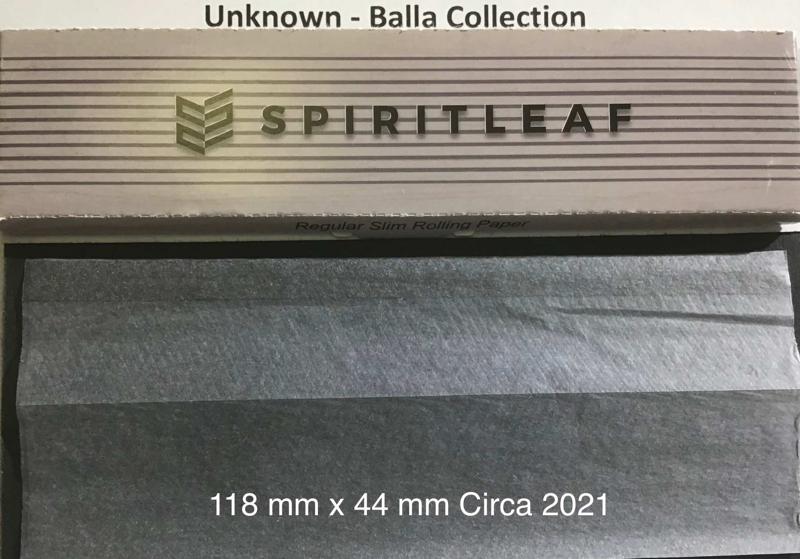 Unknown - Balla Collection
SPIRITLEAF
Regular Slim Rolling Paper
118 mm x 44 mm Circa 2021